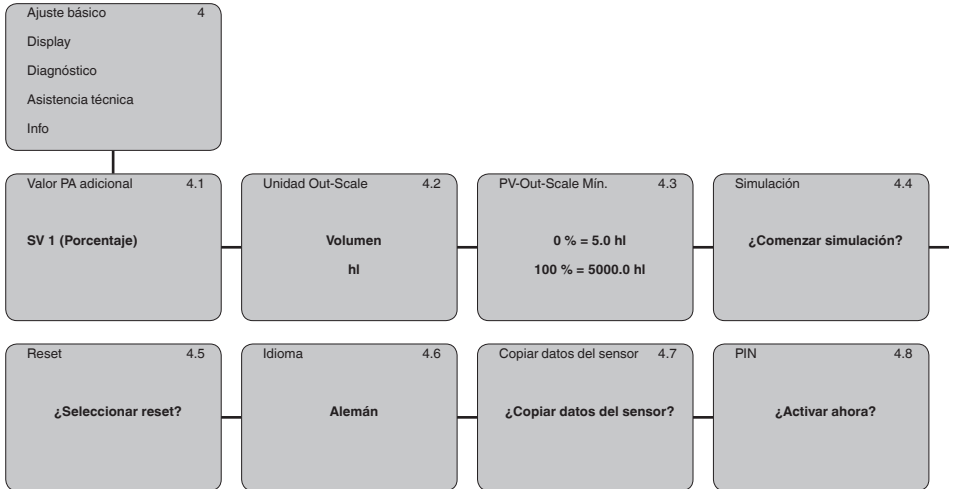 Ajuste básico 4
Display
Diagnóstico
Asistencia técnica
Info
Valor PA adicional 4.1
SV 1 (Porcentaje)
Unidad Out-Scale 4.2
Volumen
hl
PV-Out-Scale Mín. 4.3
0 % = 5.0 hl
100 % = 5000.0 hl
Simulación 4.4
¿Comenzar simulación?
Reset 4.5
¿Seleccionar reset?
Idioma 4.6
Alemán
Copiar datos del sensor 4.7
¿Copiar datos del sensor?
PIN 4.8
¿Activar ahora?